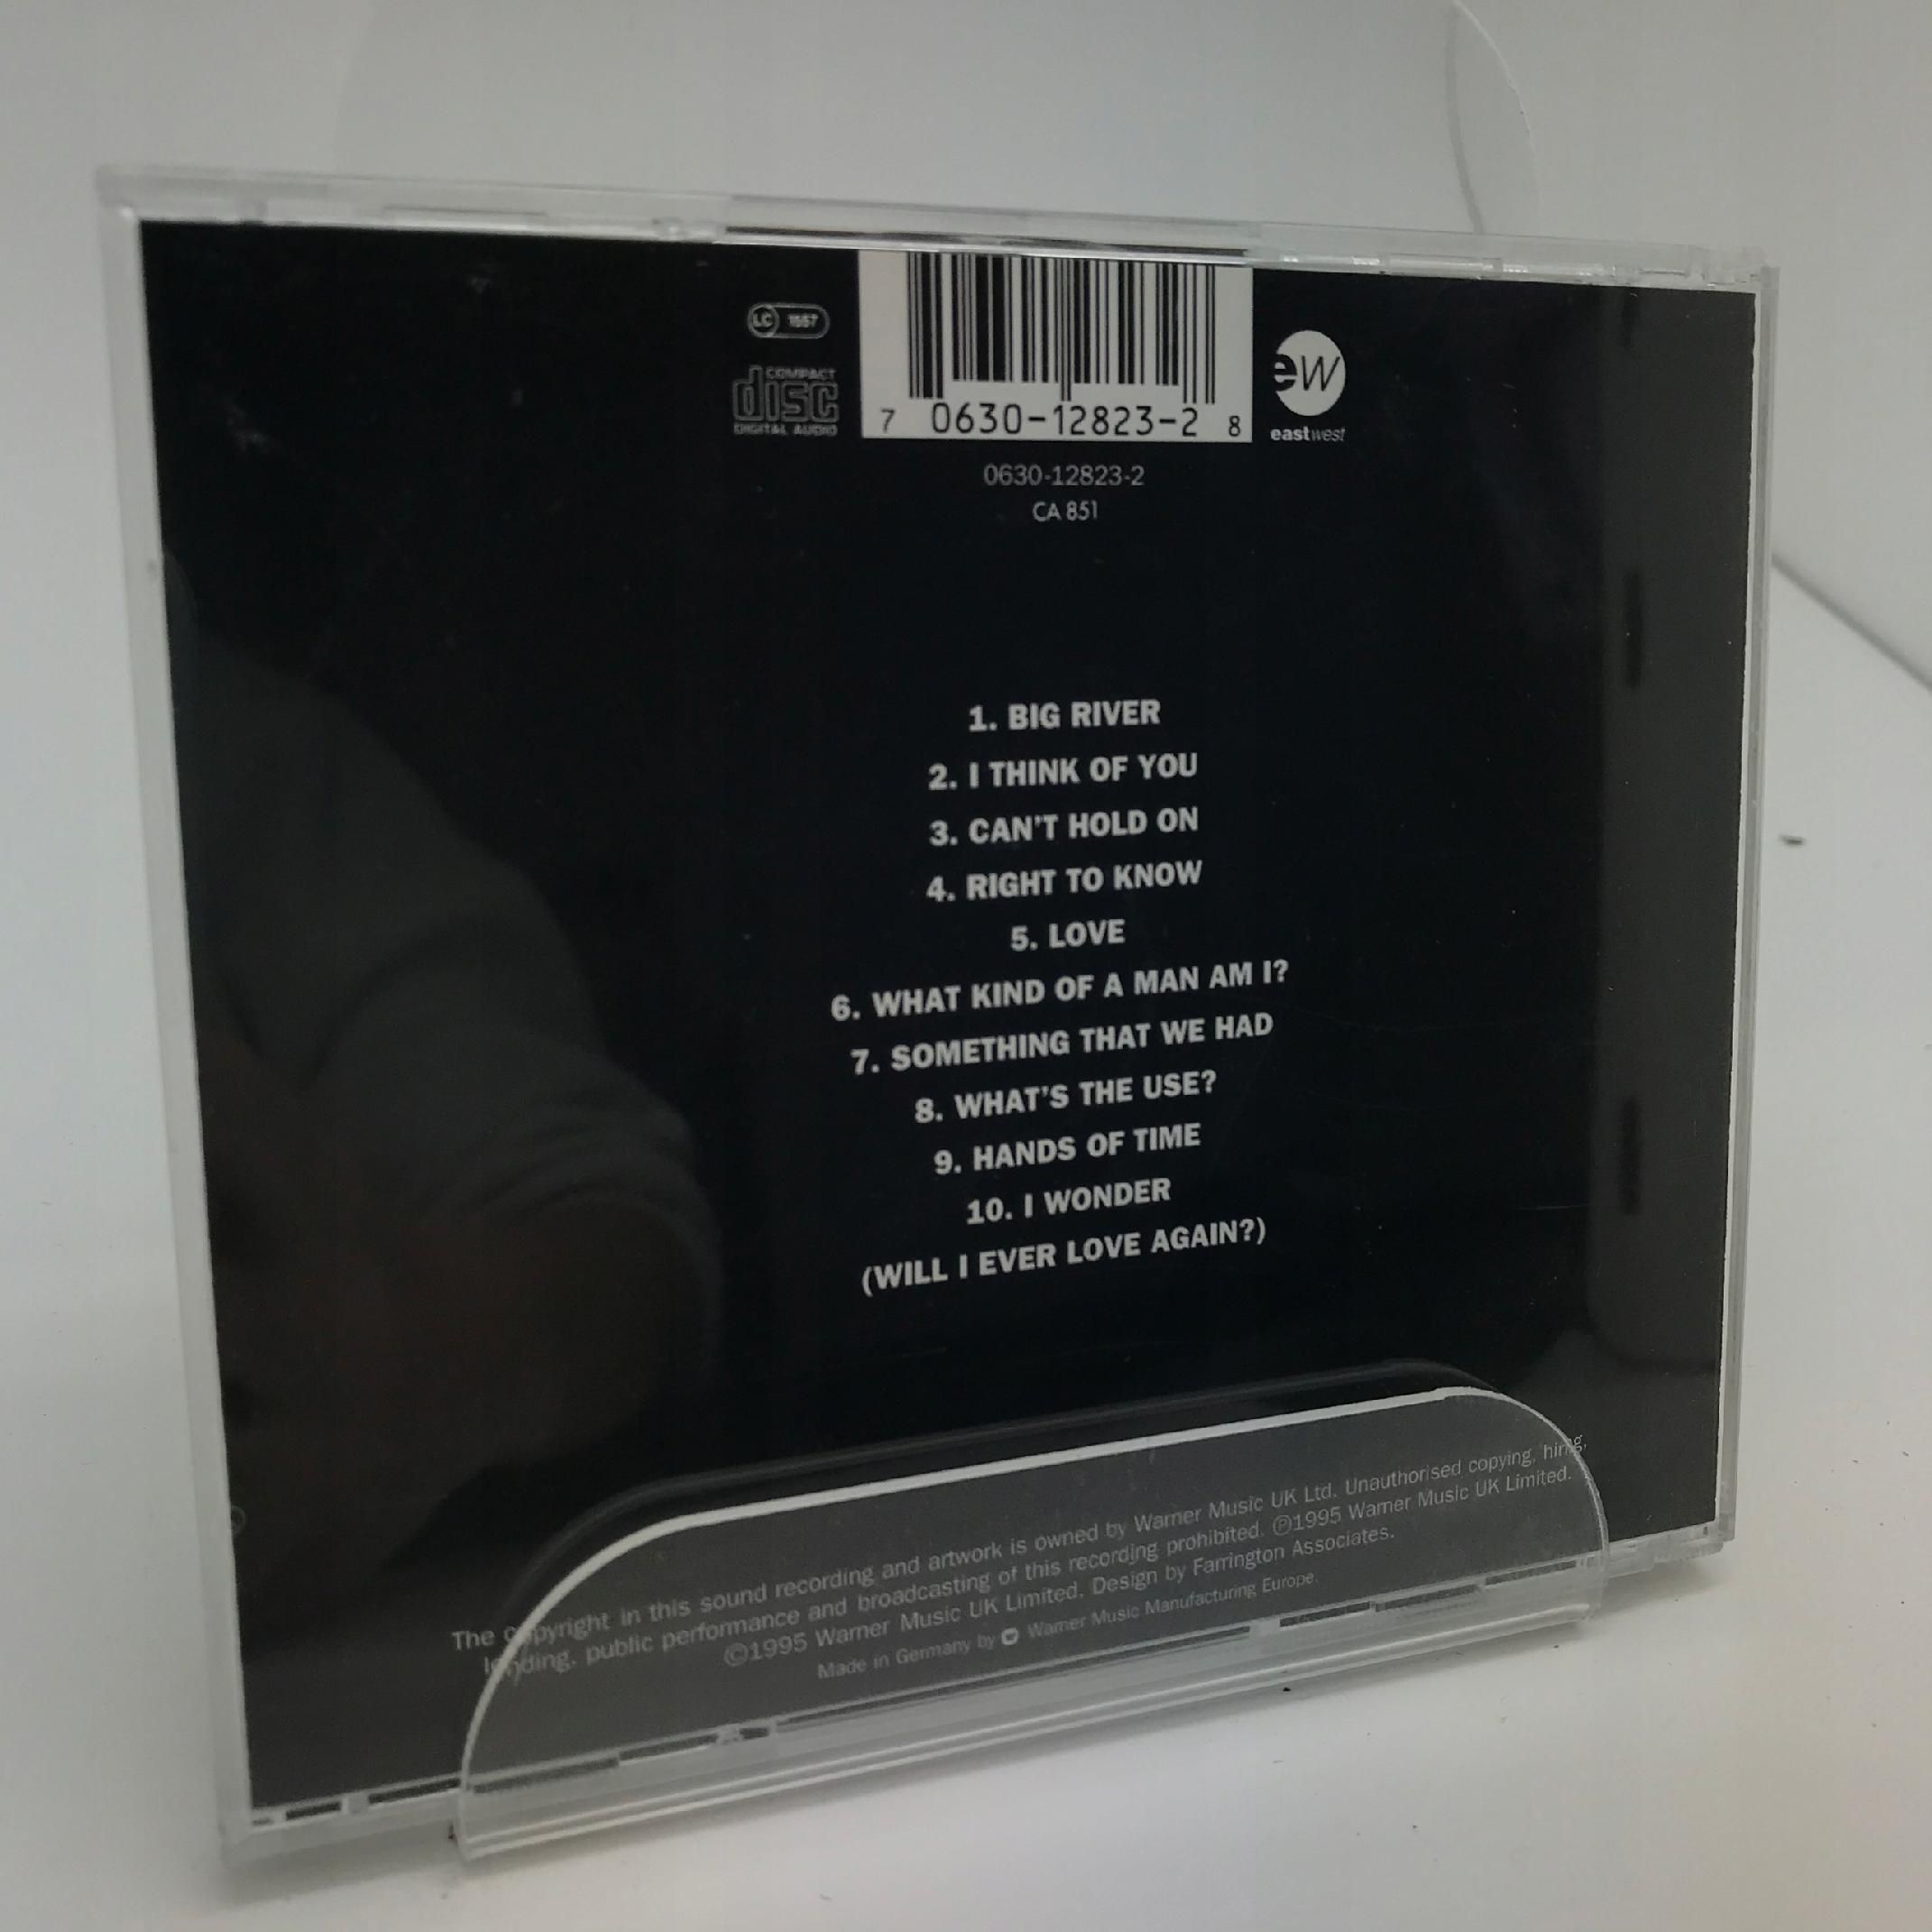 LC 1557
COMPACT
disc
DIGITAL AUDIO
7 0630-12823-2 8
ew
eastwest
0630-12823-2
CA 851
1. BIG RIVER
2. I THINK OF YOU
3. CAN'T HOLD ON
4. RIGHT TO KNOW
5. LOVE
6. WHAT KIND OF A MAN AM I?
7. SOMETHING THAT WE HAD
8. WHAT'S THE USE?
9. HANDS OF TIME
10. I WONDER
(WILL I EVER LOVE AGAIN?)
The copyright in this sound recording and artwork is owned by Warner Music UK Ltd. Unauthorised copying, hiring,
lending, public performance and broadcasting of this recording prohibited. ℗1995 Warner Music UK Limited.
©1995 Warner Music UK Limited. Design by Farrington Associates.
Made in Germany by Warner Music Manufacturing Europe.